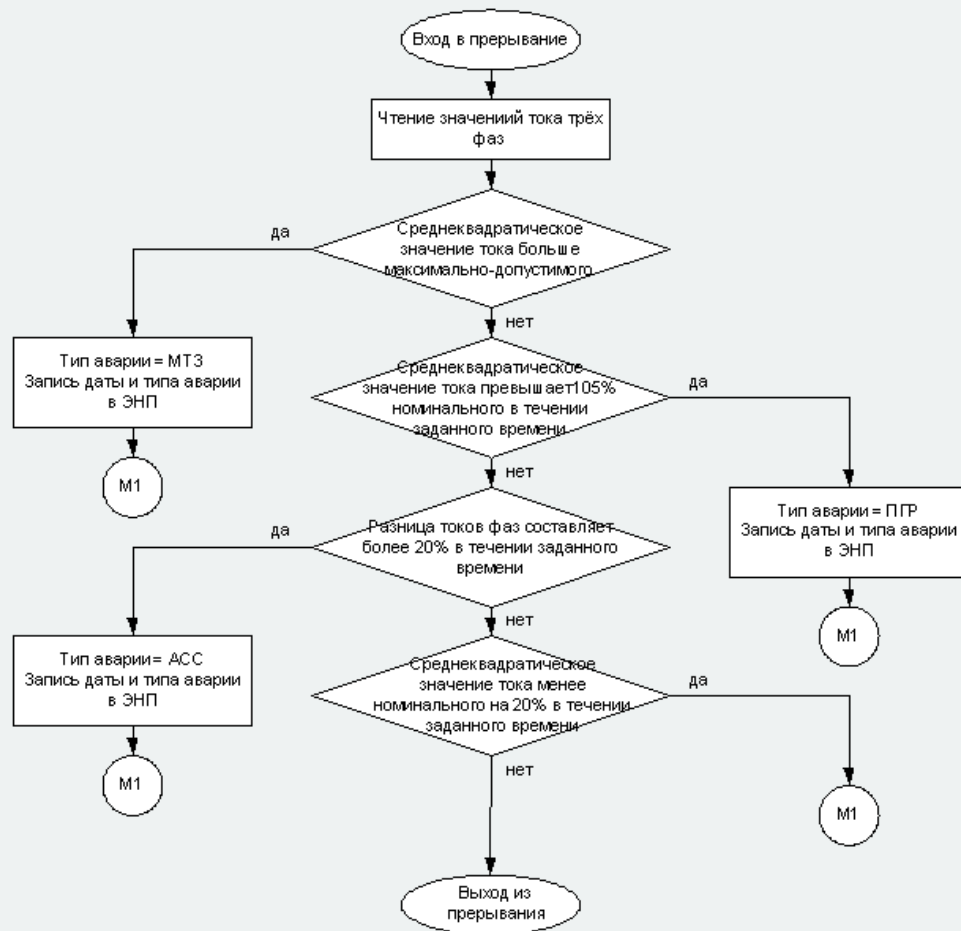 Вход в прерывание
Чтение значениий тока трёх
фаз
Среднеквадратическое
значение тока больше
максимально-допустимого
да
нет
Тип аварии = МТЗ
Запись даты и типа аварии
в ЭНП
М1
Среднеквадратическое
значение тока превышает105%
номинального в течении
заданного времени
да
нет
Тип аварии = ПГР
Запись даты и типа аварии
в ЭНП
М1
Разница токов фаз составляет
более 20% в течении заданного
времени
да
нет
Тип аварии = АСС
Запись даты и типа аварии
в ЭНП
М1
Среднеквадратическое
значение тока менее
номинального на 20% в течении
заданного времени
да
нет
М1
Выход из
прерывания